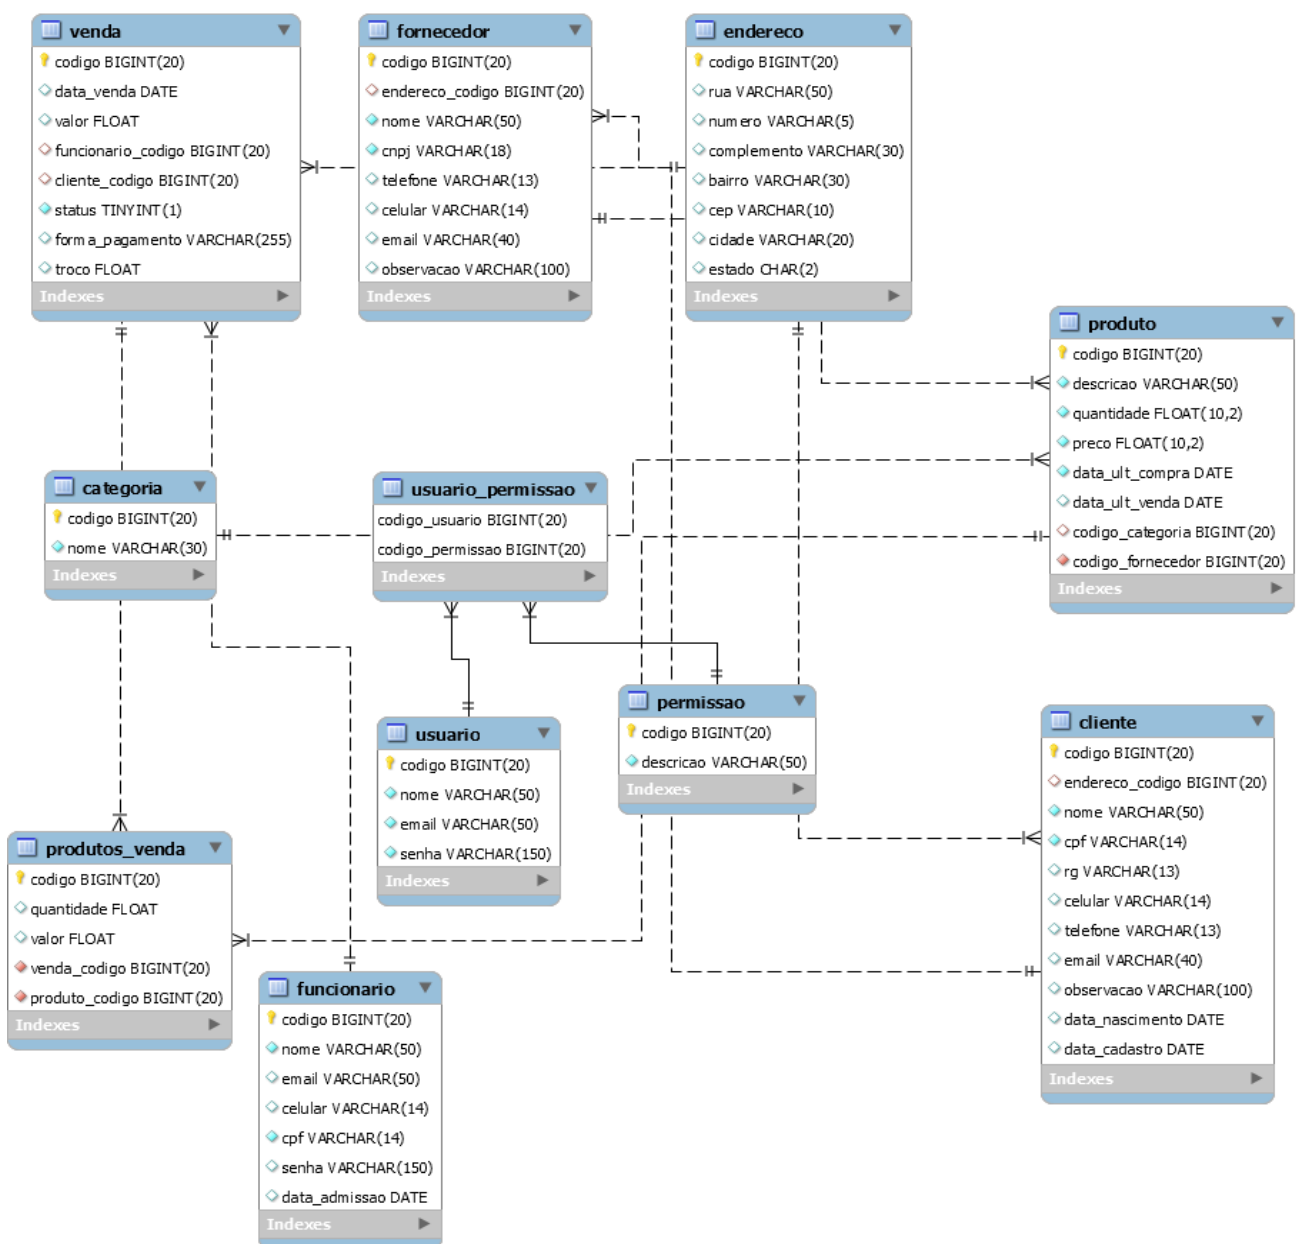 venda
codigo BIGINT(20)
data_venda DATE
valor FLOAT
funcionario_codigo BIGINT(20)
cliente_codigo BIGINT(20)
status TINYINT(1)
forma_pagamento VARCHAR(255)
troco FLOAT
Indexes
fornecedor
codigo BIGINT(20)
endereco_codigo BIGINT(20)
nome VARCHAR(50)
cnpj VARCHAR(18)
telefone VARCHAR(13)
celular VARCHAR(14)
email VARCHAR(40)
observacao VARCHAR(100)
Indexes
endereco
codigo BIGINT(20)
rua VARCHAR(50)
numero VARCHAR(5)
complemento VARCHAR(30)
bairro VARCHAR(30)
cep VARCHAR(10)
cidade VARCHAR(20)
estado CHAR(2)
Indexes
produto
codigo BIGINT(20)
descricao VARCHAR(50)
quantidade FLOAT(10,2)
preco FLOAT(10,2)
data_ult_compra DATE
data_ult_venda DATE
codigo_categoria BIGINT(20)
codigo_fornecedor BIGINT(20)
Indexes
categoria
codigo BIGINT(20)
nome VARCHAR(30)
Indexes
usuario_permissao
codigo_usuario BIGINT(20)
codigo_permissao BIGINT(20)
Indexes
usuario
codigo BIGINT(20)
nome VARCHAR(50)
email VARCHAR(50)
senha VARCHAR(150)
Indexes
permissao
codigo BIGINT(20)
descricao VARCHAR(50)
Indexes
cliente
codigo BIGINT(20)
endereco_codigo BIGINT(20)
nome VARCHAR(50)
cpf VARCHAR(14)
rg VARCHAR(13)
celular VARCHAR(14)
telefone VARCHAR(13)
email VARCHAR(40)
observacao VARCHAR(100)
data_nascimento DATE
data_cadastro DATE
Indexes
produtos_venda
codigo BIGINT(20)
quantidade FLOAT
valor FLOAT
venda_codigo BIGINT(20)
produto_codigo BIGINT(20)
Indexes
funcionario
codigo BIGINT(20)
nome VARCHAR(50)
email VARCHAR(50)
celular VARCHAR(14)
cpf VARCHAR(14)
senha VARCHAR(150)
data_admissao DATE
Indexes